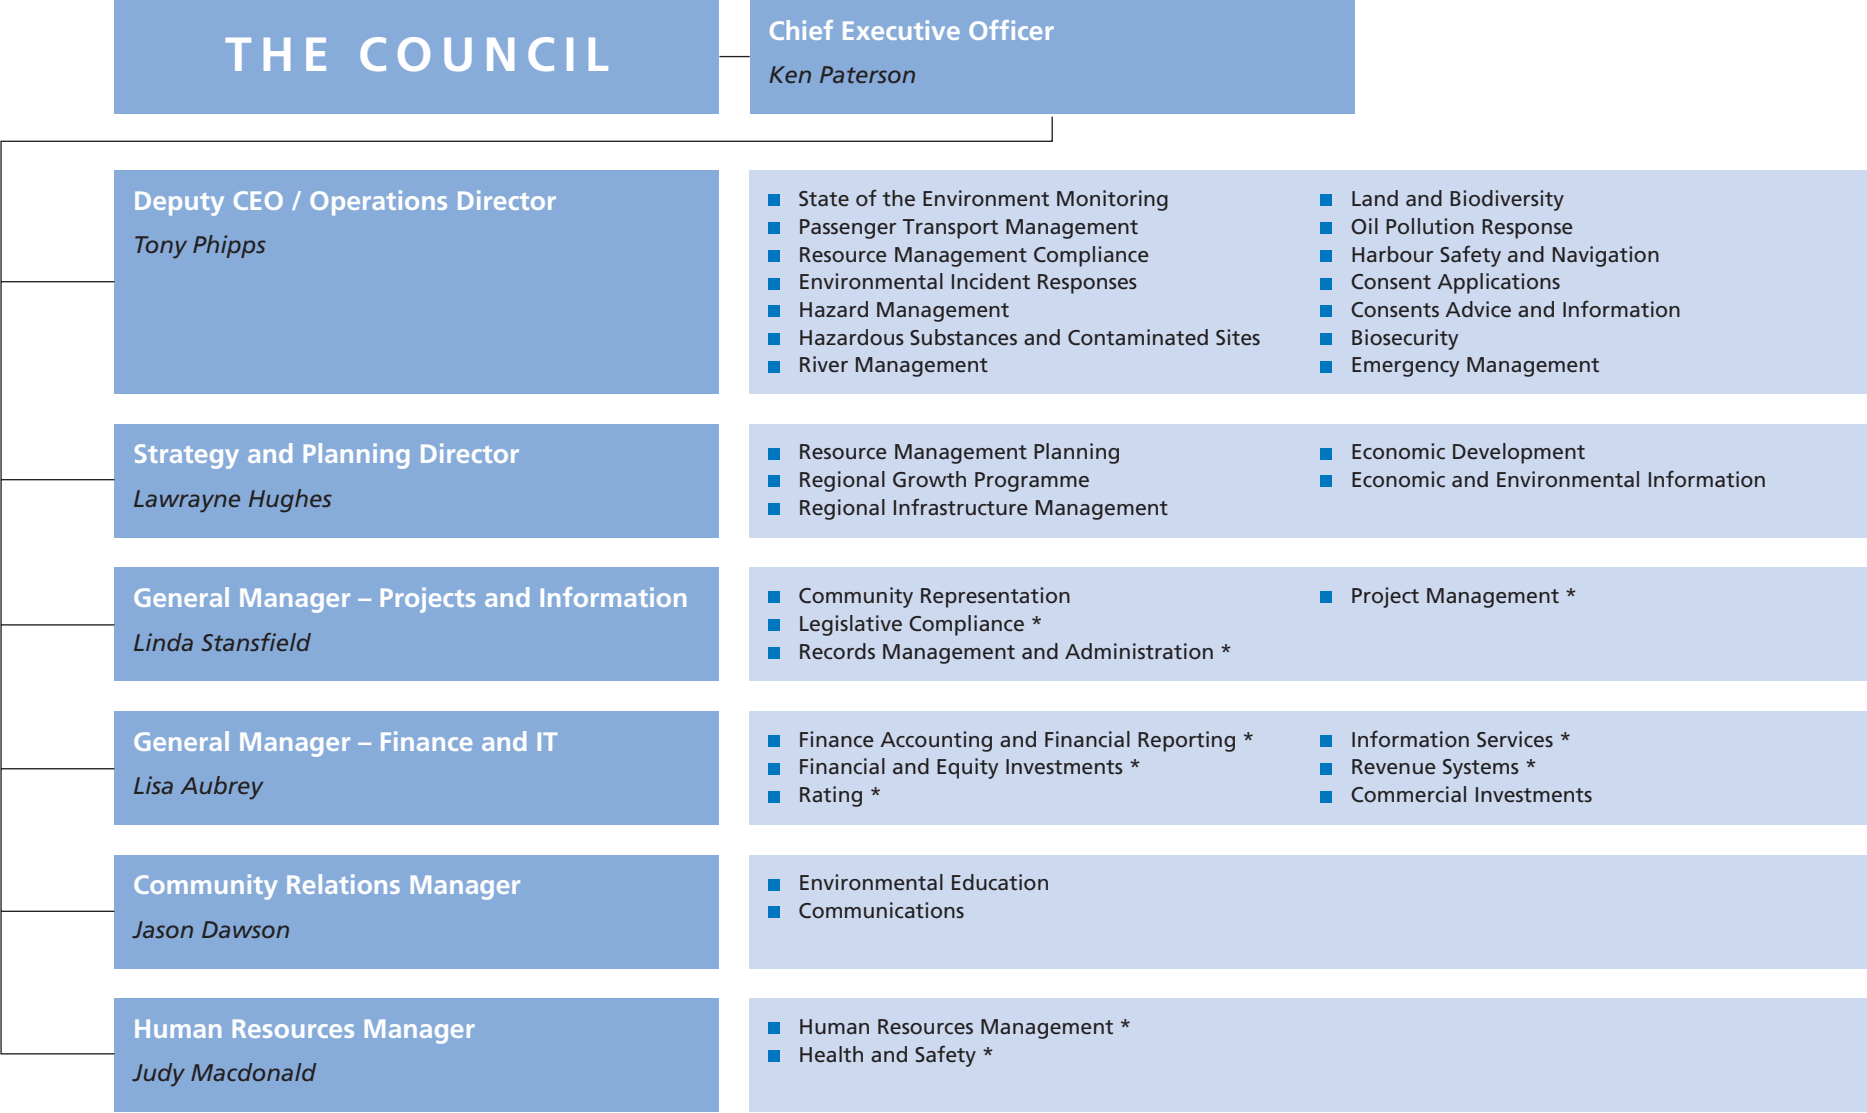 THE COUNCIL
Chief Executive Officer
Ken Paterson
Deputy CEO / Operations Director
Tony Phipps
State of the Environment Monitoring
Passenger Transport Management
Resource Management Compliance
Environmental Incident Responses
Hazard Management
Hazardous Substances and Contaminated Sites
River Management
Land and Biodiversity
Oil Pollution Response
Harbour Safety and Navigation
Consent Applications
Consents Advice and Information
Biosecurity
Emergency Management
Strategy and Planning Director
Lawrayne Hughes
Resource Management Planning
Regional Growth Programme
Regional Infrastructure Management
Economic Development
Economic and Environmental Information
General Manager – Projects and Information
Linda Stansfield
Community Representation
Legislative Compliance *
Records Management and Administration *
Project Management *
General Manager – Finance and IT
Lisa Aubrey
Finance Accounting and Financial Reporting *
Financial and Equity Investments *
Rating *
Information Services *
Revenue Systems *
Commercial Investments
Community Relations Manager
Jason Dawson
Environmental Education
Communications
Human Resources Manager
Judy Macdonald
Human Resources Management *
Health and Safety *